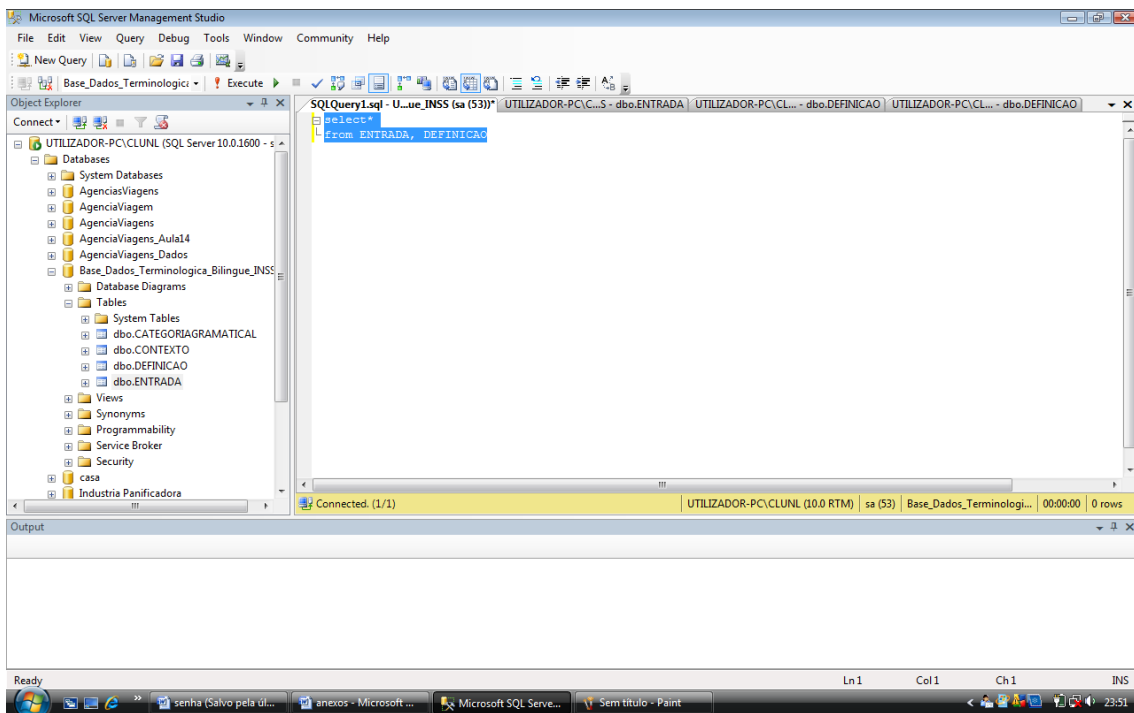 Microsoft SQL Server Management Studio
File Edit View Query Debug Tools Window Community Help
New Query
Base_Dados_Terminologica Execute
Object Explorer
SQLQuery1.sql - U...ue_INSS (sa (53))* UTILIZADOR-PC\C...S - dbo.ENTRADA UTILIZADOR-PC\CL... - dbo.DEFINICAO UTILIZADOR-PC\CL... - dbo.DEFINICAO
Connect
select*
from ENTRADA, DEFINICAO
UTILIZADOR-PC\CLUNL (SQL Server 10.0.1600 - s
Databases
System Databases
AgenciasViagens
AgenciaViagem
AgenciaViagens
AgenciaViagens_Aula14
AgenciaViagens_Dados
Base_Dados_Terminologica_Bilingue_INSS
Database Diagrams
Tables
System Tables
dbo.CATEGORIAGRAMATICAL
dbo.CONTEXTO
dbo.DEFINICAO
dbo.ENTRADA
Views
Synonyms
Programmability
Service Broker
Security
casa
Industria Panificadora
Connected. (1/1) UTILIZADOR-PC\CLUNL (10.0 RTM) sa (53) Base_Dados_Terminologi... 00:00:00 0 rows
Output
Ready Ln 1 Col 1 Ch 1 INS
senha (Salvo pela úl... anexos - Microsoft ... Microsoft SQL Serve... Sem título - Paint 23:51